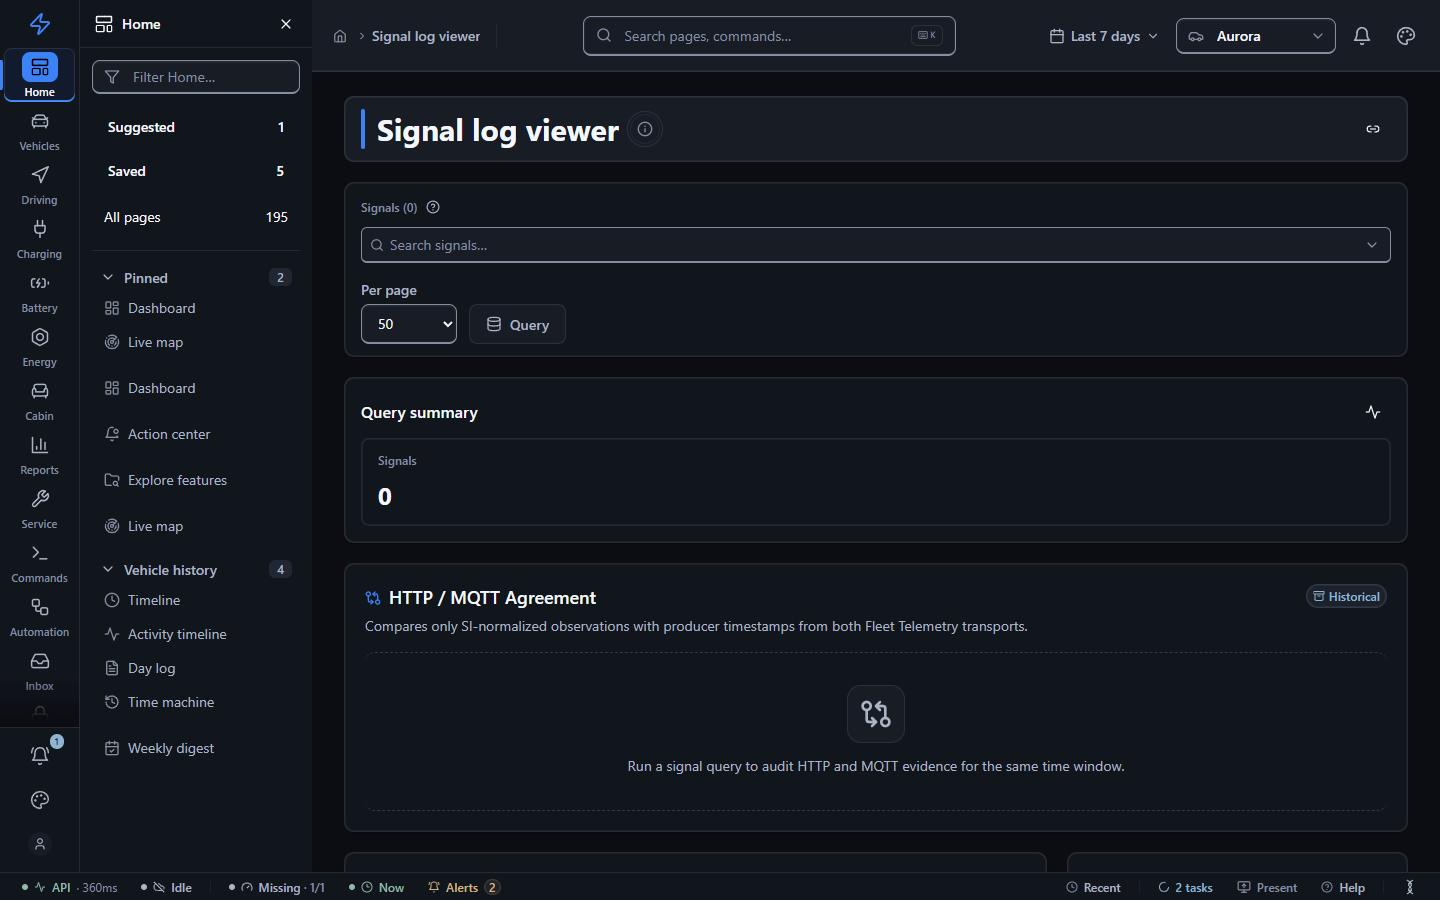 Home
Vehicles
Driving
Charging
Battery
Energy
Cabin
Reports
Service
Commands
Automation
Inbox
1
Home
Filter Home...
Suggested 1
Saved 5
All pages 195
Pinned 2
Dashboard
Live map
Dashboard
Action center
Explore features
Live map
Vehicle history 4
Timeline
Activity timeline
Day log
Time machine
Weekly digest
Signal log viewer
Search pages, commands... K
Last 7 days
Aurora
Signal log viewer
Signals (0)
Search signals...
Per page
50 Query
Query summary
Signals
0
HTTP / MQTT Agreement
Historical
Compares only SI-normalized observations with producer timestamps from both Fleet Telemetry transports.
Run a signal query to audit HTTP and MQTT evidence for the same time window.
API · 360ms Idle Missing · 1/1 Now Alerts 2 Recent 2 tasks Present Help